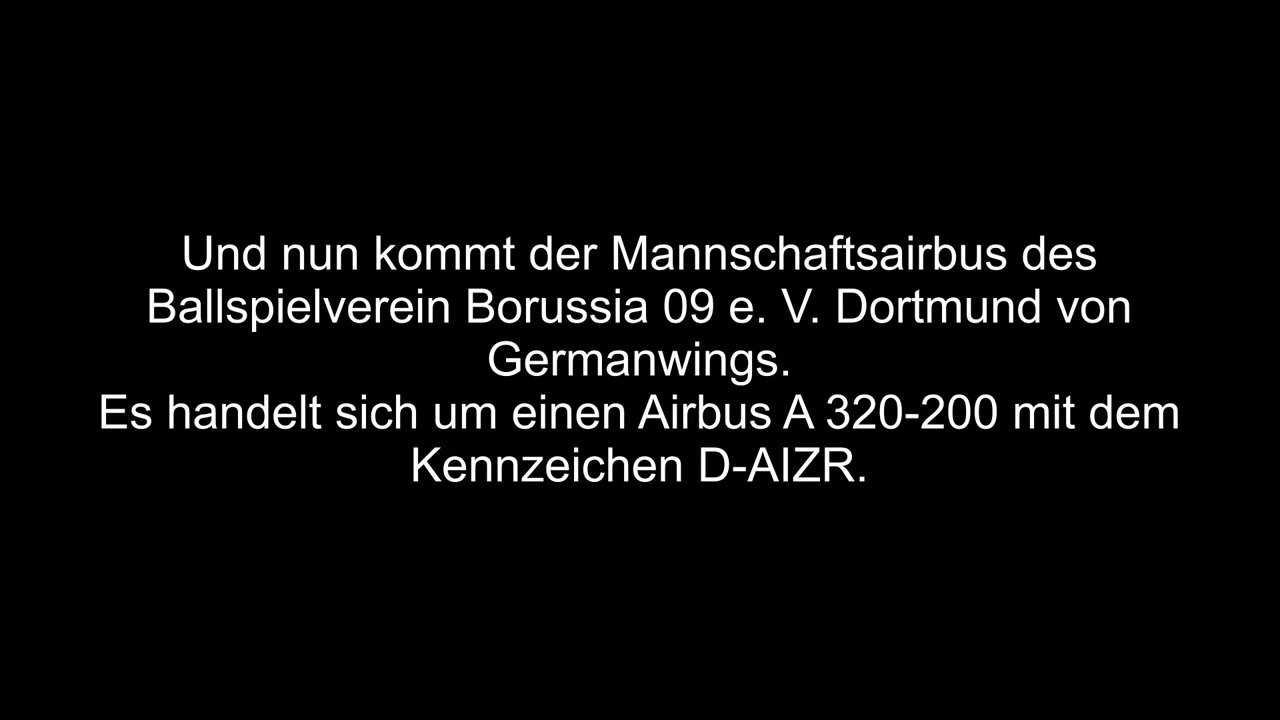 Und nun kommt der Mannschaftsairbus des
Ballspielverein Borussia 09 e. V. Dortmund von
Germanwings.
Es handelt sich um einen Airbus A 320-200 mit dem
Kennzeichen D-AIZR.